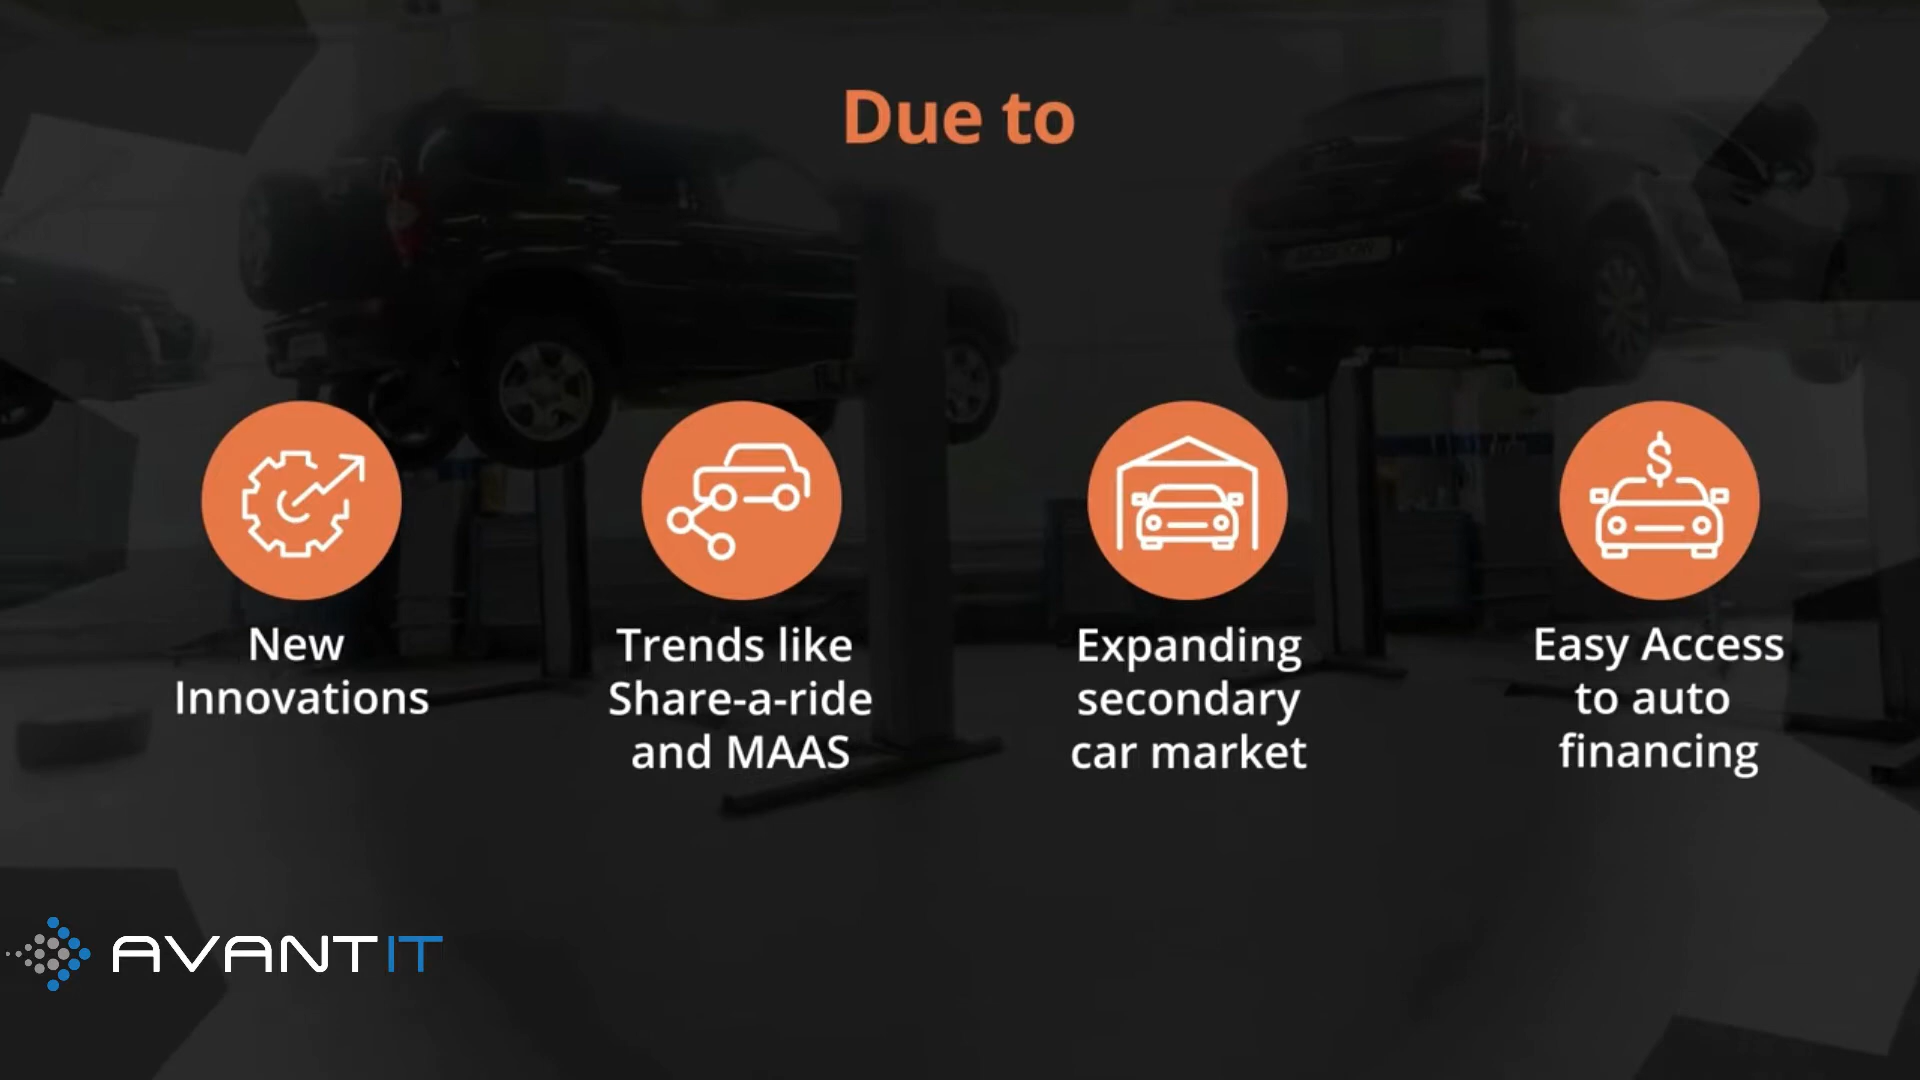 Due to
New
Innovations
Trends like
Share-a-ride
and MAAS
Expanding
secondary
car market
Easy Access
to auto
financing
$
AVANTIT